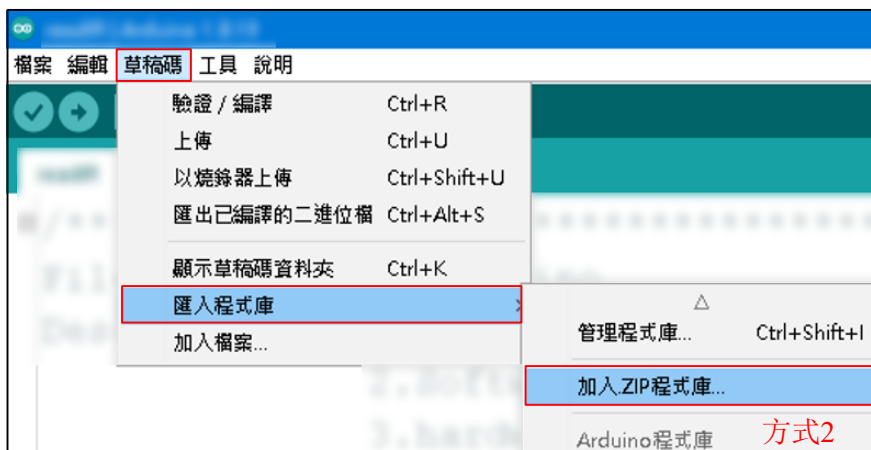 檔案 編輯 草稿碼 工具 說明
驗證 / 編譯 Ctrl+R
上傳 Ctrl+U
以燒錄器上傳 Ctrl+Shift+U
匯出已編譯的二進位檔 Ctrl+Alt+S
顯示草稿碼資料夾 Ctrl+K
匯入程式庫
加入檔案...
管理程式庫... Ctrl+Shift+I
加入.ZIP程式庫...
Arduino程式庫 方式2